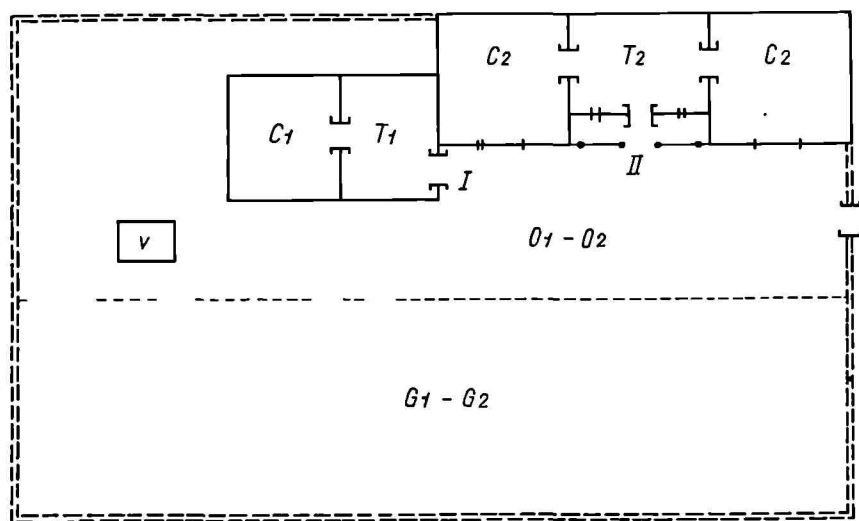 C2 T2 C2
C1 T1
I II
V O1 - O2
G1 - G2